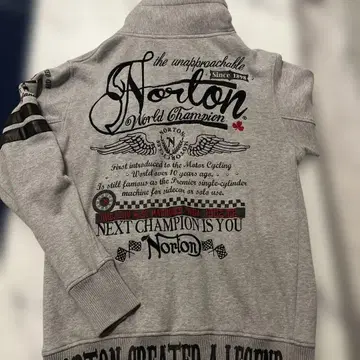 the unapproachable
Since 1898
Norton
World Champion
NORTON
N
First introduced to the Motor Cycling
- World over 10 years ago. -
Is still famous as the Premier single-cylinder
machine for sidecar or solo use.
NEXT CHAMPION IS YOU
Norton
NORTON CREATED A LEGEND